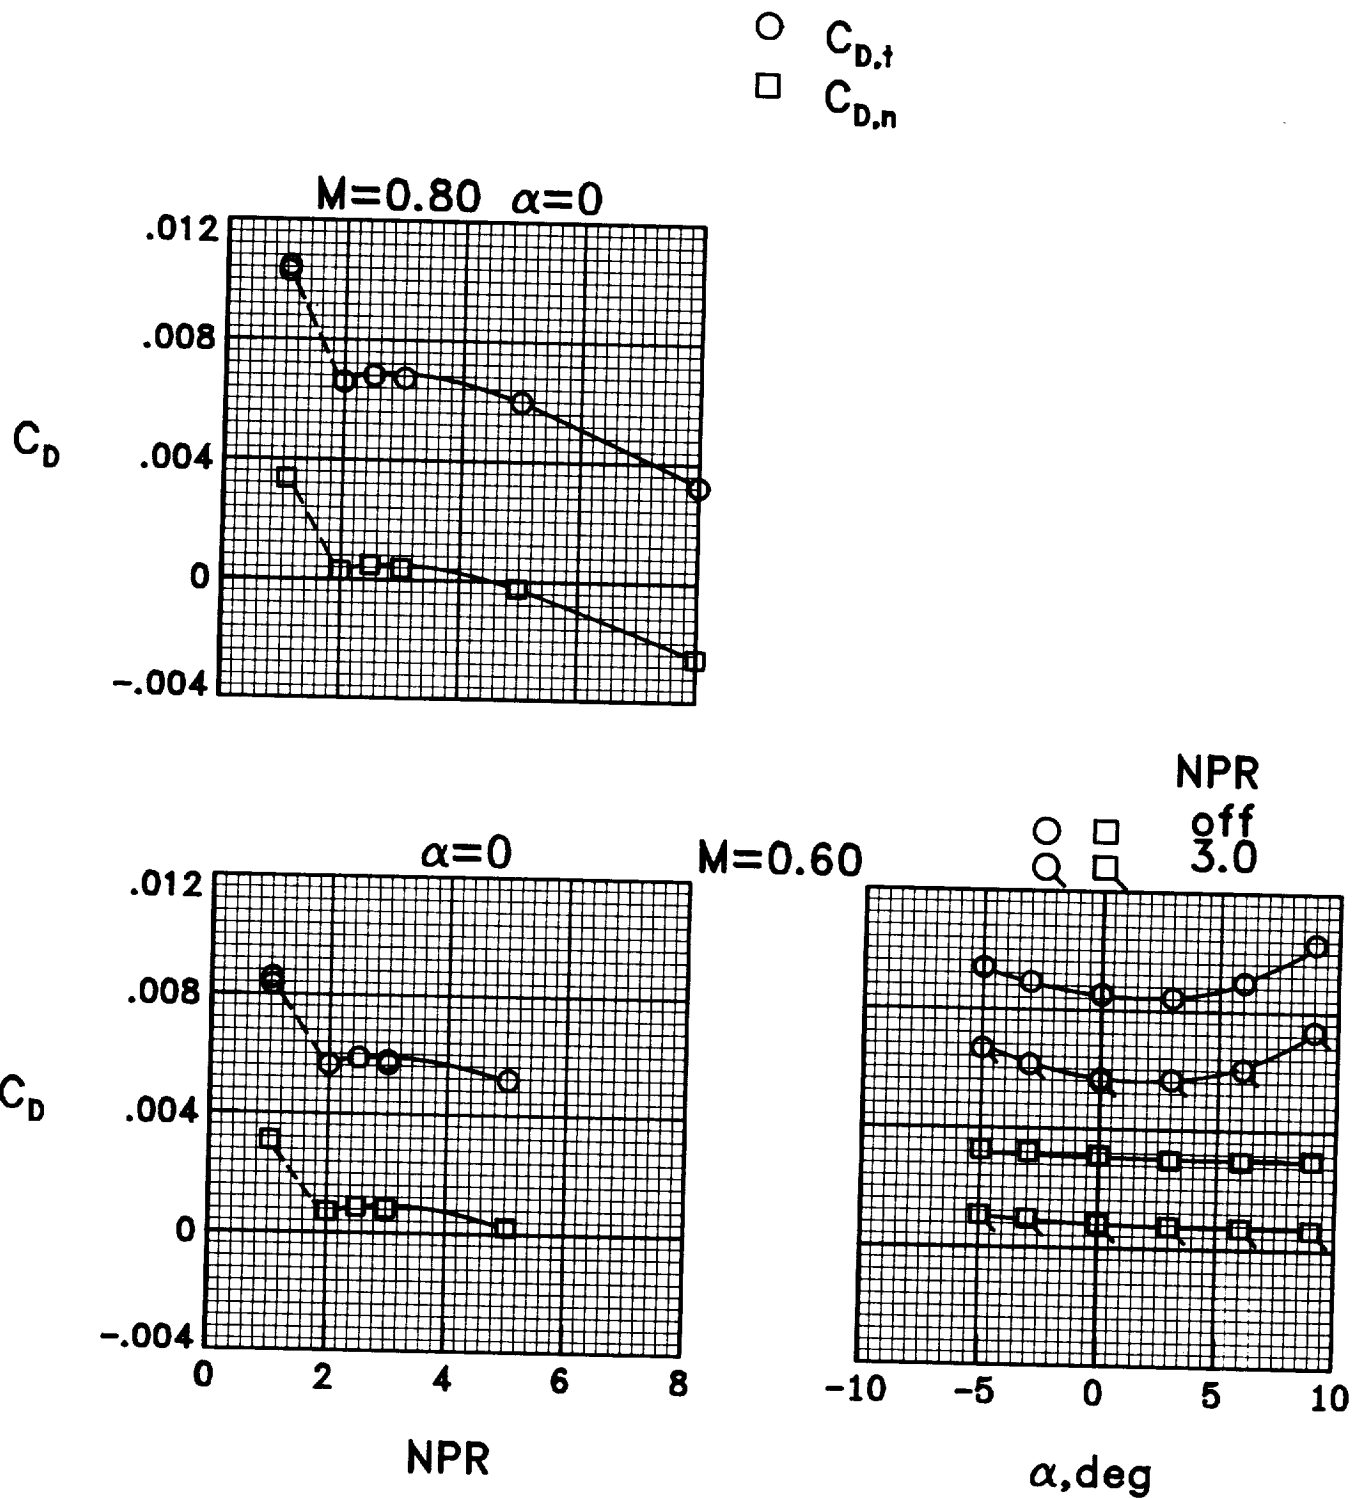 C_D,t
C_D,n
M=0.80 α=0
.012
.008
C_D
.004
0
-.004
NPR
off
3.0
α=0
M=0.60
.012
.008
C_D
.004
0
-.004
0 2 4 6 8
-10 -5 0 5 10
NPR
α,deg